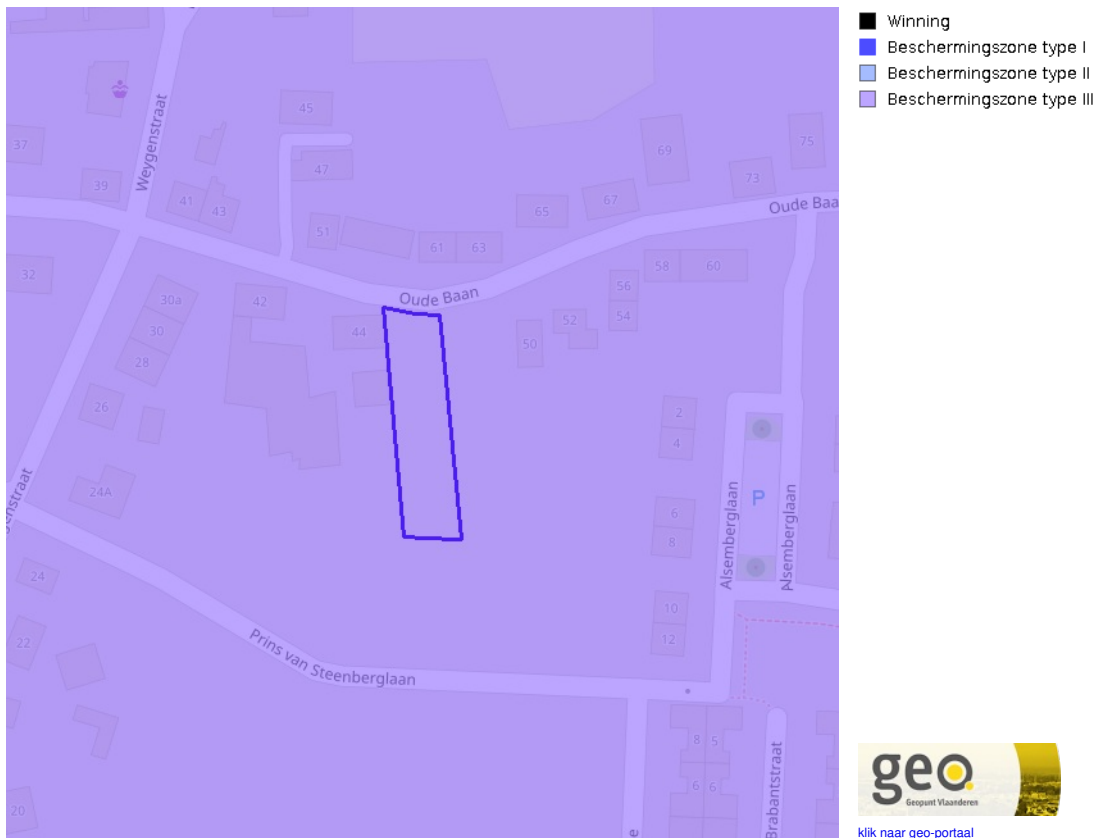 Winning
Beschermingszone type I
Beschermingszone type II
Beschermingszone type III
45
37
47
69
75
39
Weygenstraat
41
43
73
67
65
Oude Baa
51
61
63
32
58
60
30a
42
Oude Baan
56
30
44
52
54
50
28
26
2
4
24A
genstraat
P
6
8
Alsemberglaan
Alsemberglaan
24
10
22
12
Prins van Steenberglaan
8
5
6
6
Brabantstraat
20
e
geo.
Geopunt Vlaanderen
klik naar geo-portaal